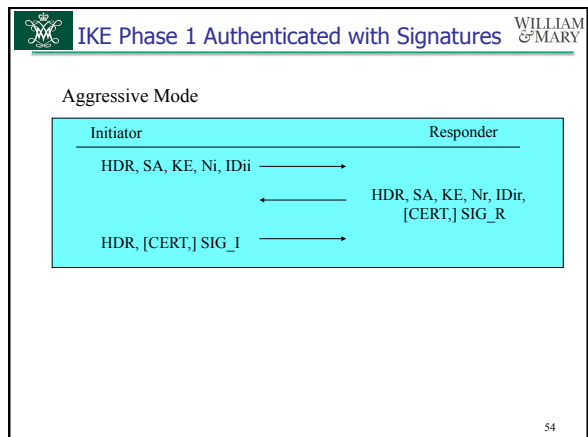 IKE Phase 1 Authenticated with Signatures
WILLIAM
& MARY
Aggressive Mode
Initiator Responder
HDR, SA, KE, Ni, IDii
HDR, SA, KE, Nr, IDir,
[CERT,] SIG_R
HDR, [CERT,] SIG_I
54